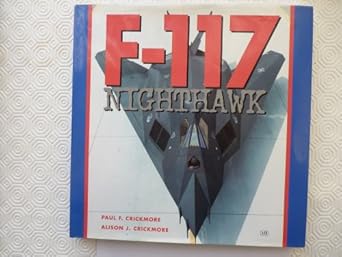 F-117
NIGHTHAWK
PAUL F. CRICKMORE
ALISON J. CRICKMORE